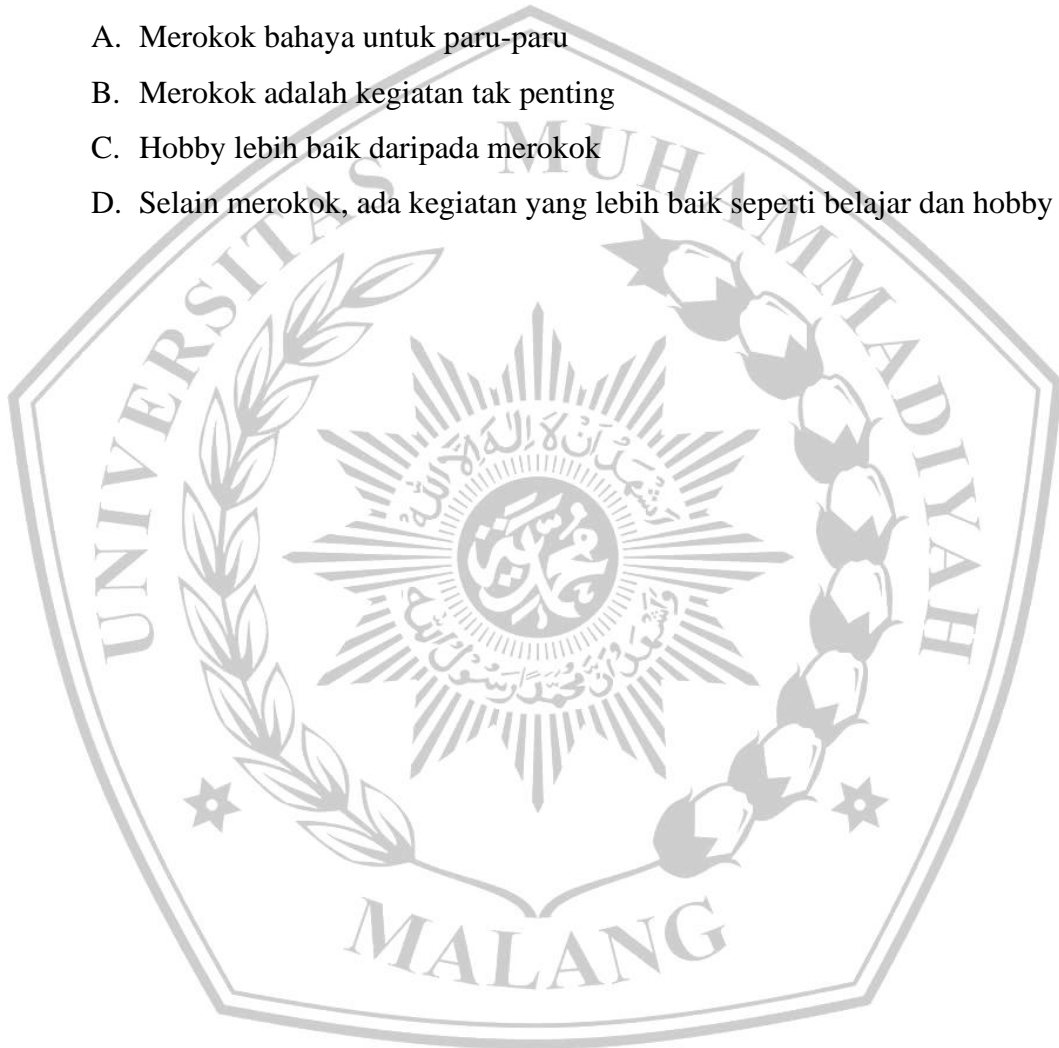 A. Merokok bahaya untuk paru-paru
B. Merokok adalah kegiatan tak penting
C. Hobby lebih baik daripada merokok
D. Selain merokok, ada kegiatan yang lebih baik seperti belajar dan hobby
UNIVERSITAS MUHAMMADIYAH
MALANG